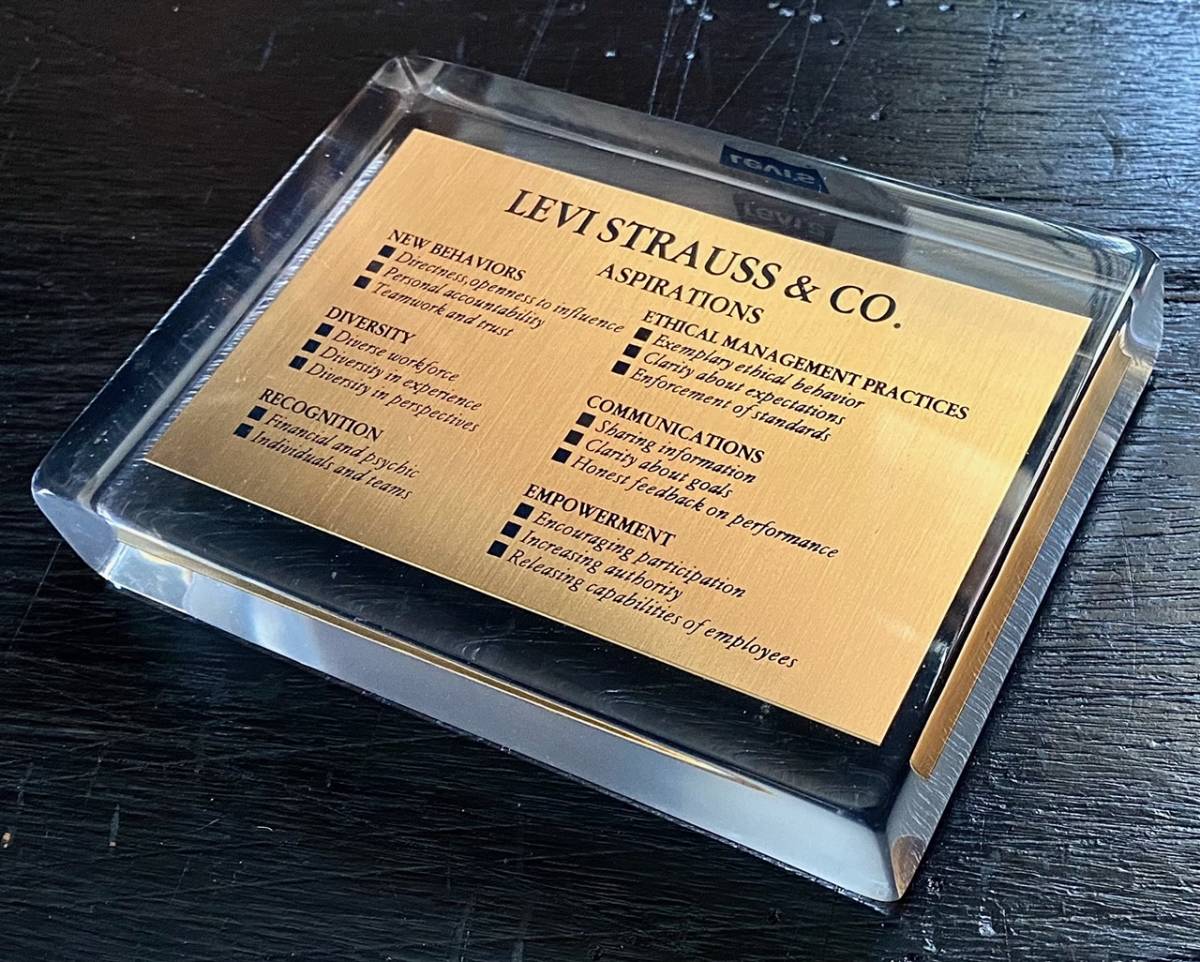 LEVI STRAUSS & CO.
ASPIRATIONS
NEW BEHAVIORS
■ Directness, openness to influence
■ Personal accountability
■ Teamwork and trust
DIVERSITY
■ Diverse workforce
■ Diversity in experience
■ Diversity in perspectives
RECOGNITION
■ Financial and psychic
■ Individuals and teams
ETHICAL MANAGEMENT PRACTICES
■ Exemplary ethical behavior
■ Clarity about expectations
■ Enforcement of standards
COMMUNICATIONS
■ Sharing information
■ Clarity about goals
■ Honest feedback on performance
EMPOWERMENT
■ Encouraging participation
■ Increasing authority
■ Releasing capabilities of employees
Levi's